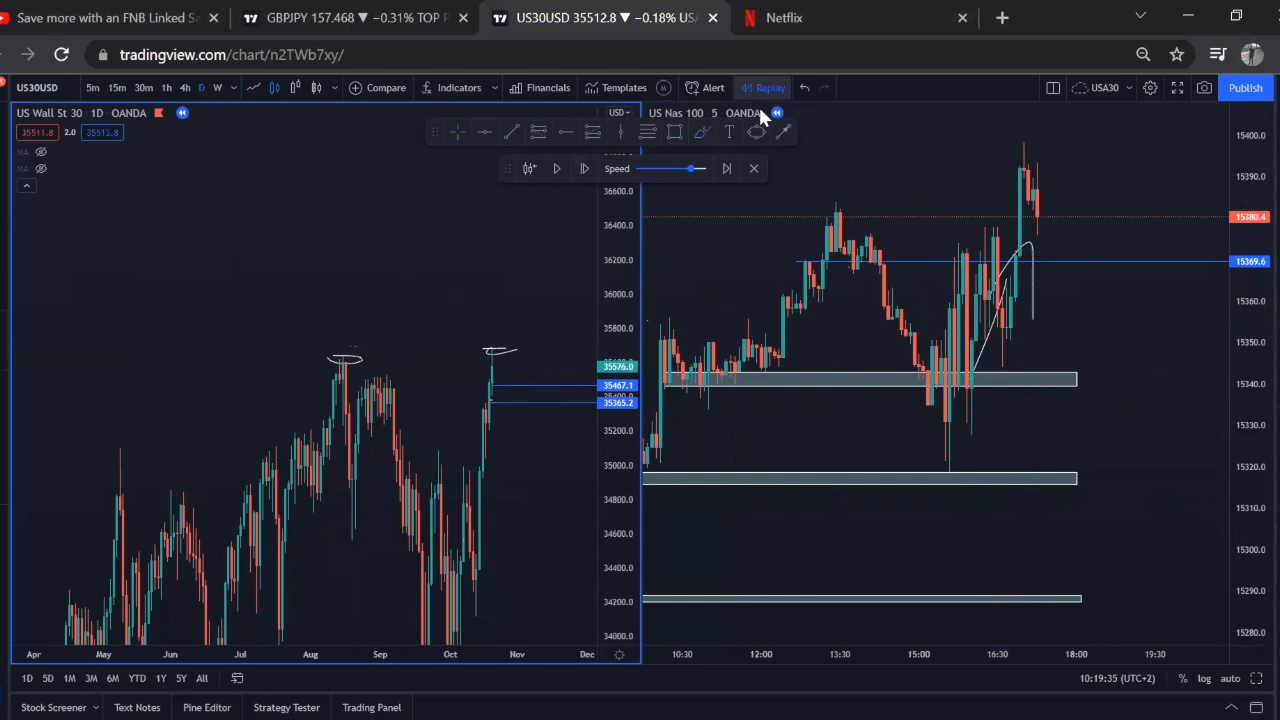 Save more with an FNB Linked Sa
GBPJPY 157.468 ▼ −0.31% TOP F
US30USD 35512.8 ▼ −0.18% US
Netflix
tradingview.com/chart/n2TWb7xy/
US30USD 5m 15m 30m 1h 4h D W Compare Indicators Financials Templates M Alert Replay USA30 Publish
US Wall St 30 1D OANDA
USD
US Nas 100 5 OANDA
35511.8 2.0 35513.8
MA
MA
Speed
36600.0
36400.0
36200.0
36000.0
35800.0
35576.0
35467.1
35365.2
35200.0
35000.0
34800.0
34600.0
34400.0
34200.0
34000.0
15400.0
15390.0
15380.4
15369.6
15360.0
15350.0
15340.0
15330.0
15320.0
15310.0
15300.0
15290.0
15280.0
Apr May Jun Jul Aug Sep Oct Nov Dec
10:30 12:00 13:30 15:00 16:30 18:00 19:30
1D 5D 1M 3M 6M YTD 1Y 5Y All
10:19:35 (UTC+2) % log auto
Stock Screener Text Notes Pine Editor Strategy Tester Trading Panel